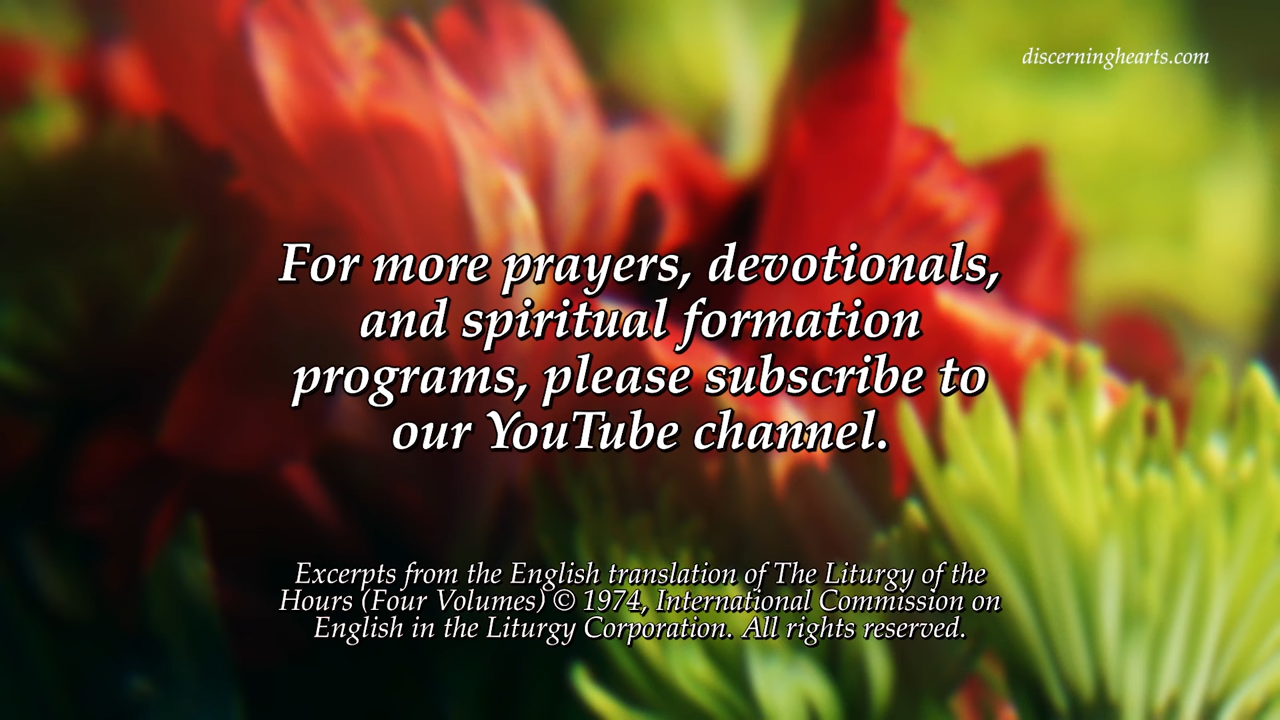 discerninghearts.com
For more prayers, devotionals,
and spiritual formation
programs, please subscribe to
our YouTube channel.
Excerpts from the English translation of The Liturgy of the
Hours (Four Volumes) © 1974, International Commission on
English in the Liturgy Corporation. All rights reserved.